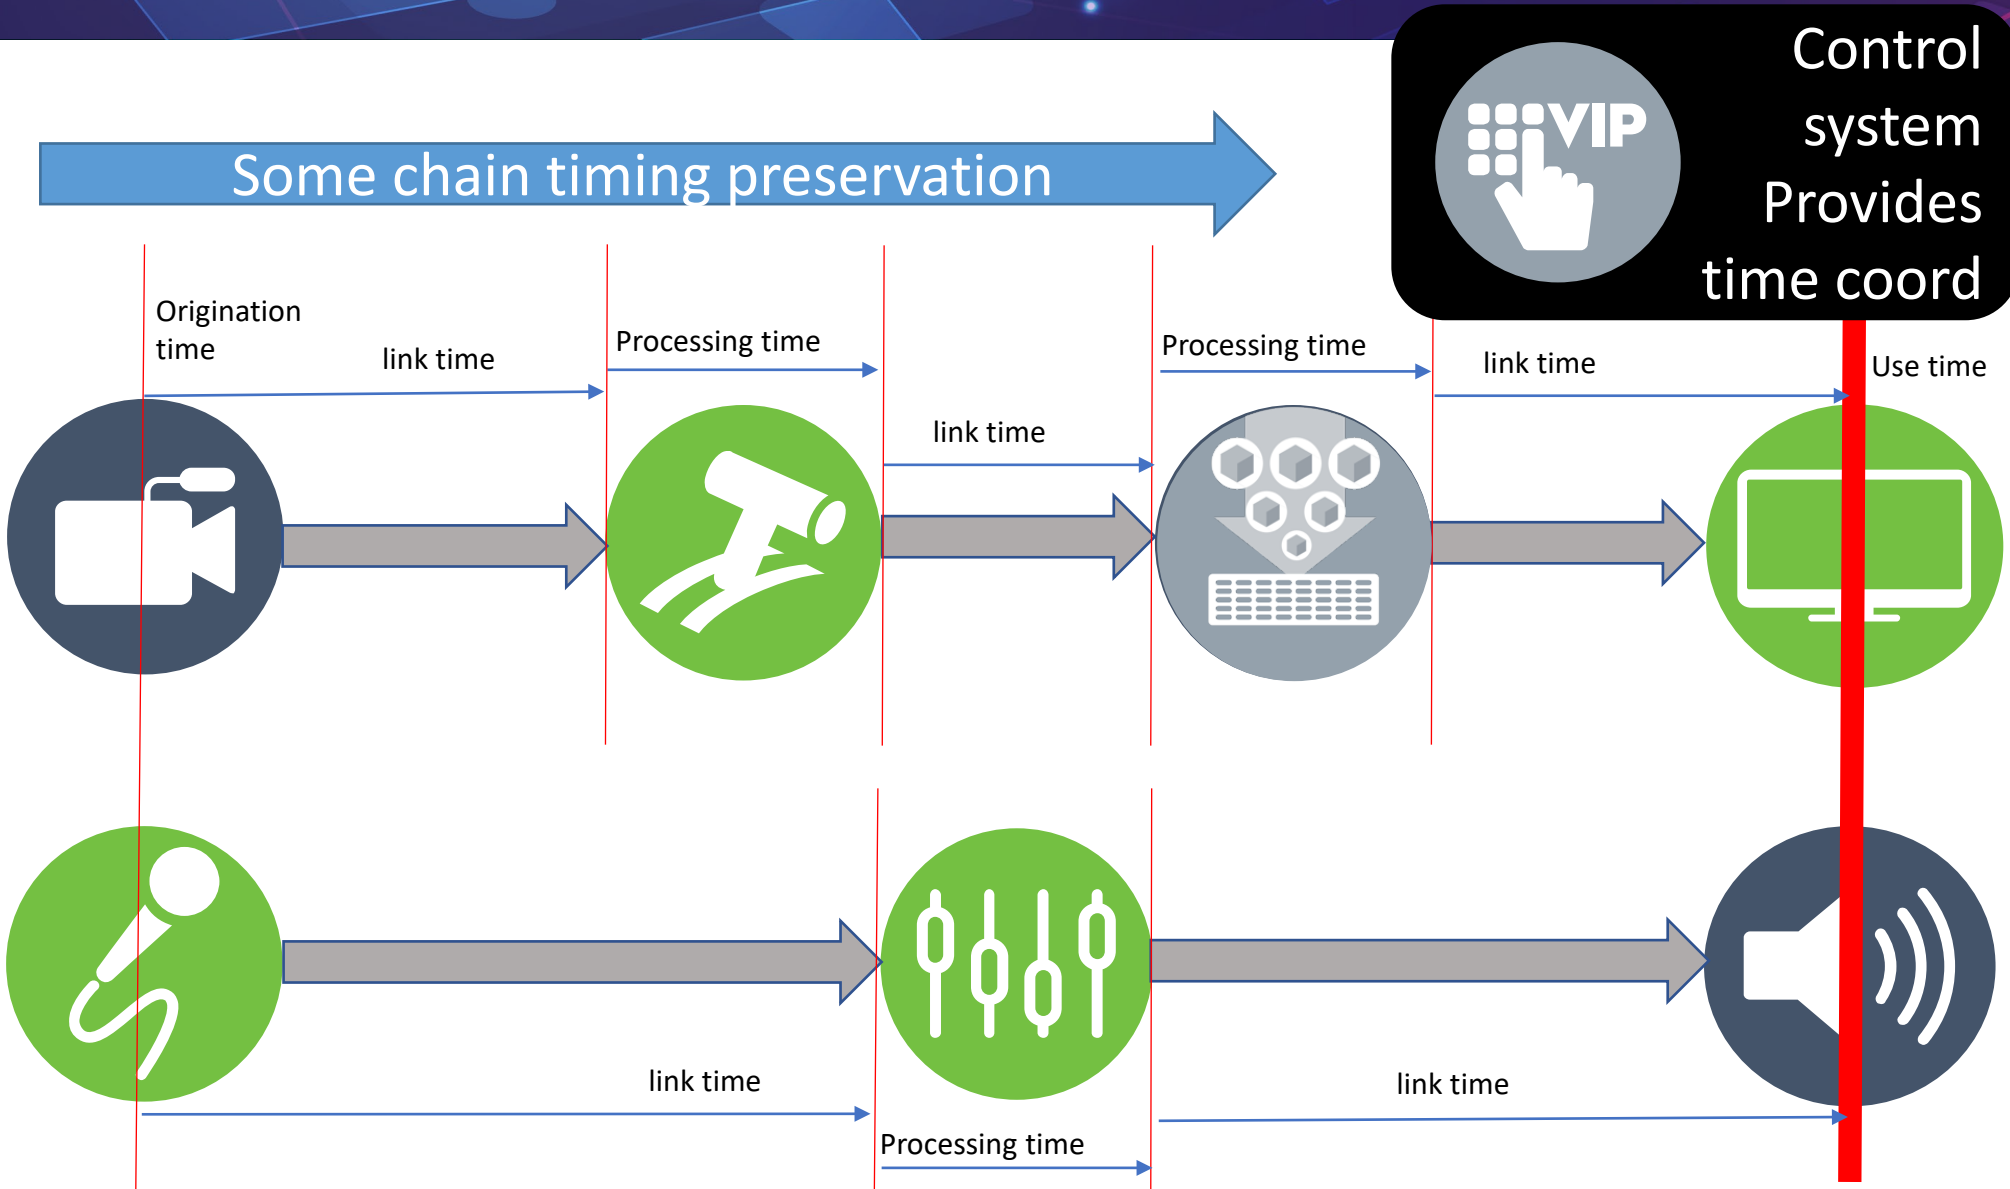 Control
system
Provides
time coord
VIP
Some chain timing preservation
Origination
time
link time
Processing time
link time
Processing time
link time
Use time
link time
Processing time
link time